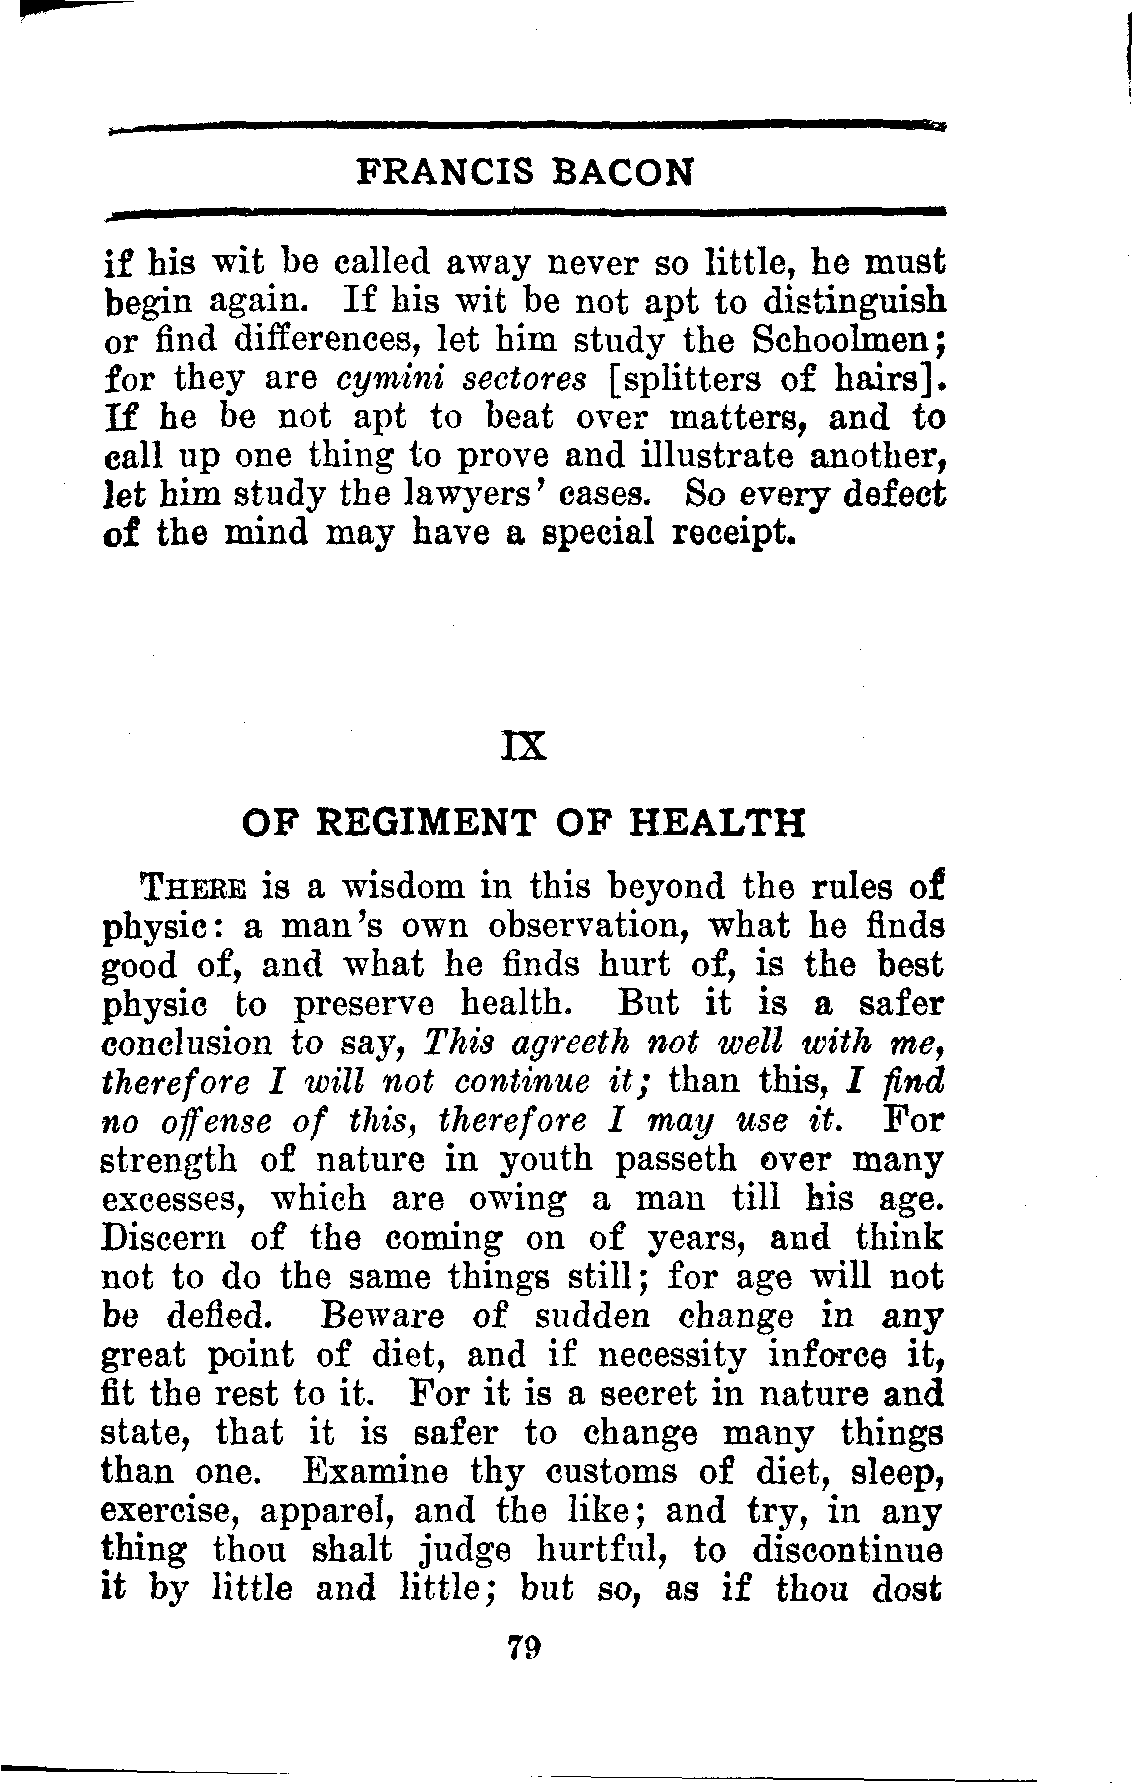 FRANCIS BACON
if his wit be called away never so little, he must
begin again. If his wit be not apt to distinguish
or find differences, let him study the Schoolmen;
for they are cymini sectores [splitters of hairs].
If he be not apt to beat over matters, and to
call up one thing to prove and illustrate another,
let him study the lawyers' cases. So every defect
of the mind may have a special receipt.
IX
OF REGIMENT OF HEALTH
THERE is a wisdom in this beyond the rules of
physic: a man's own observation, what he finds
good of, and what he finds hurt of, is the best
physic to preserve health. But it is a safer
conclusion to say, This agreeth not well with me,
therefore I will not continue it; than this, I find
no offense of this, therefore I may use it. For
strength of nature in youth passeth over many
excesses, which are owing a man till his age.
Discern of the coming on of years, and think
not to do the same things still; for age will not
be defied. Beware of sudden change in any
great point of diet, and if necessity inforce it,
fit the rest to it. For it is a secret in nature and
state, that it is safer to change many things
than one. Examine thy customs of diet, sleep,
exercise, apparel, and the like; and try, in any
thing thou shalt judge hurtful, to discontinue
it by little and little; but so, as if thou dost
79